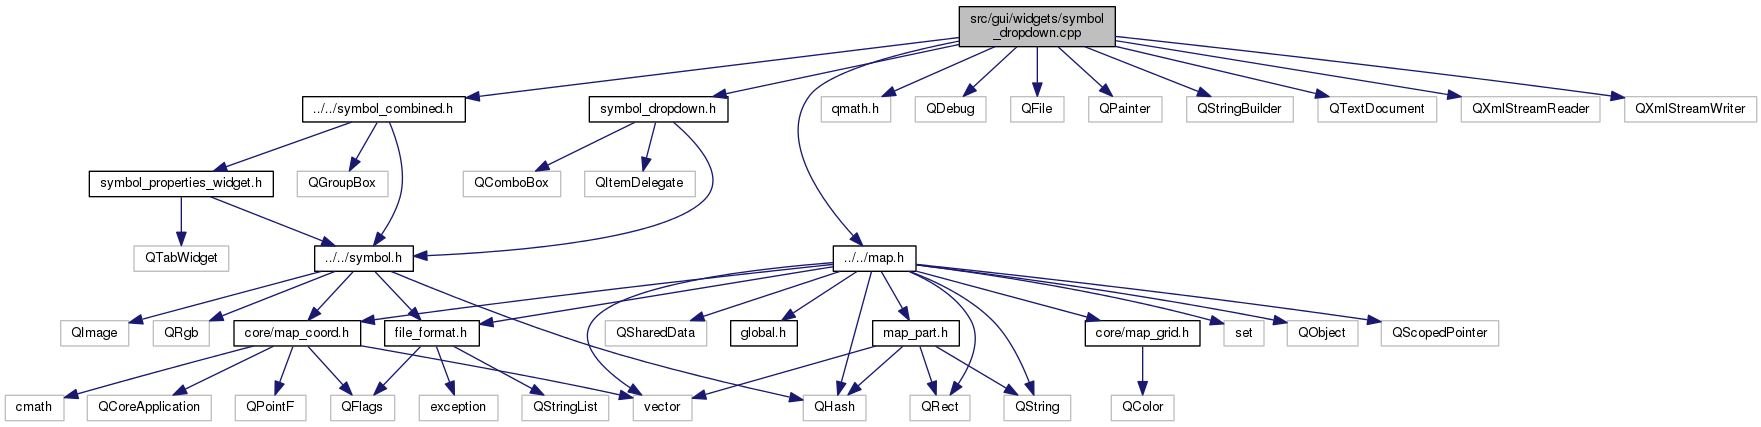 src/gui/widgets/symbol
_dropdown.cpp
../../symbol_combined.h
symbol_dropdown.h
qmath.h
QDebug
QFile
QPainter
QStringBuilder
QTextDocument
QXmlStreamReader
QXmlStreamWriter
symbol_properties_widget.h
QGroupBox
QComboBox
QItemDelegate
QTabWidget
../../symbol.h
../../map.h
QImage
QRgb
core/map_coord.h
file_format.h
QSharedData
global.h
map_part.h
core/map_grid.h
set
QObject
QScopedPointer
cmath
QCoreApplication
QPointF
QFlags
exception
QStringList
vector
QHash
QRect
QString
QColor